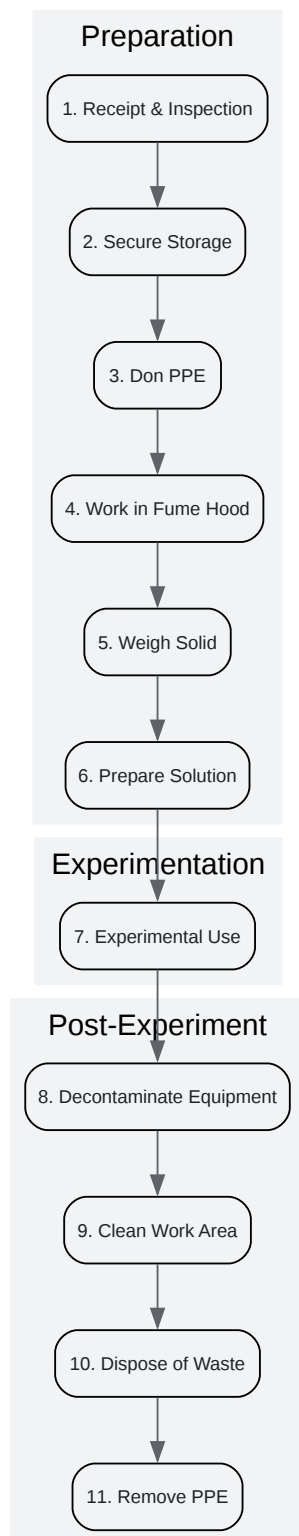 Preparation
1. Receipt & Inspection
2. Secure Storage
3. Don PPE
4. Work in Fume Hood
5. Weigh Solid
6. Prepare Solution
Experimentation
7. Experimental Use
Post-Experiment
8. Decontaminate Equipment
9. Clean Work Area
10. Dispose of Waste
11. Remove PPE